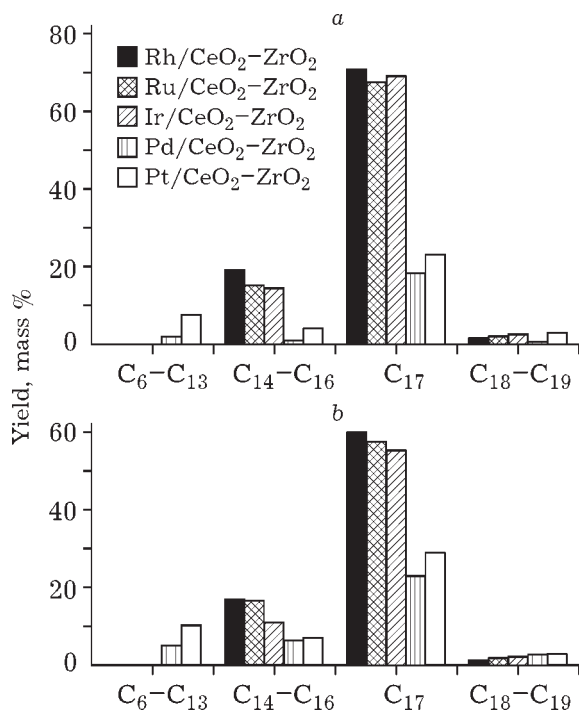 a
80
Rh/CeO₂–ZrO₂
Ru/CeO₂–ZrO₂
60
Ir/CeO₂–ZrO₂
Pd/CeO₂–ZrO₂
Pt/CeO₂–ZrO₂
40
20
0
C₆–C₁₃ C₁₄–C₁₆ C₁₇ C₁₈–C₁₉
Yield, mass %
b
60
40
20
0
C₆–C₁₃ C₁₄–C₁₆ C₁₇ C₁₈–C₁₉